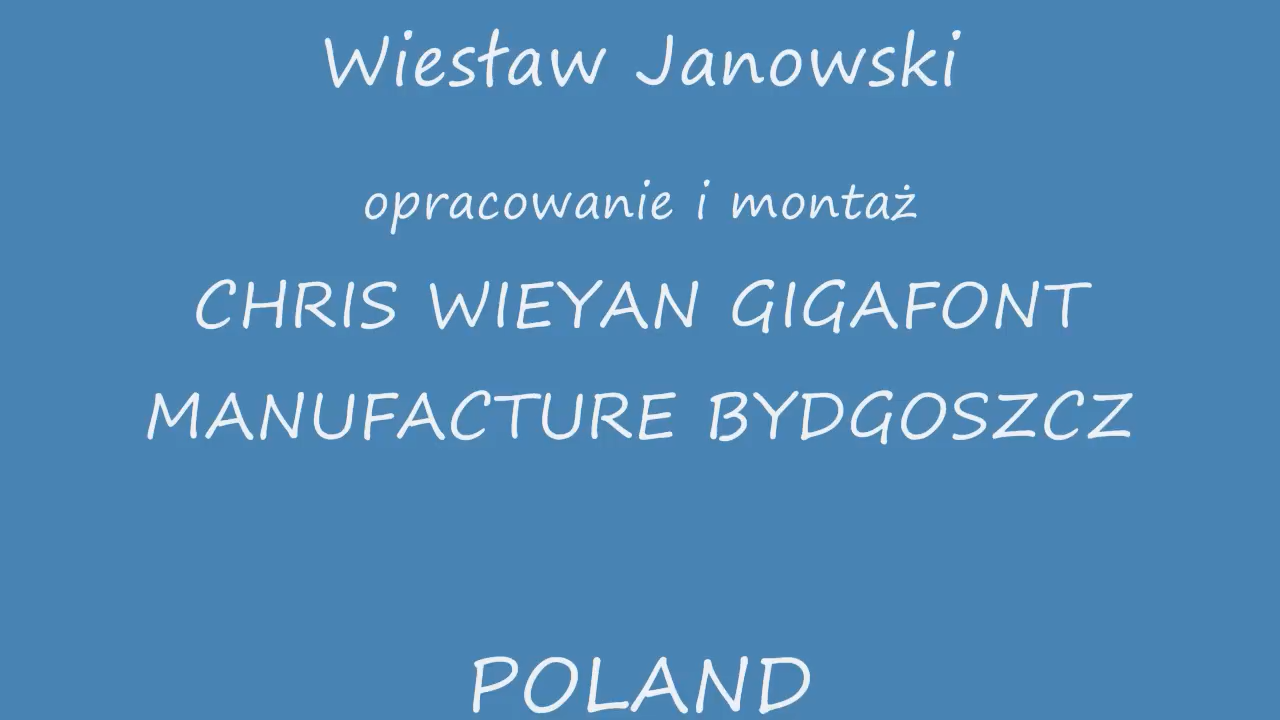 Wiesław Janowski
opracowanie i montaż
CHRIS WIEYAN GIGAFONT
MANUFACTURE BYDGOSZCZ
POLAND